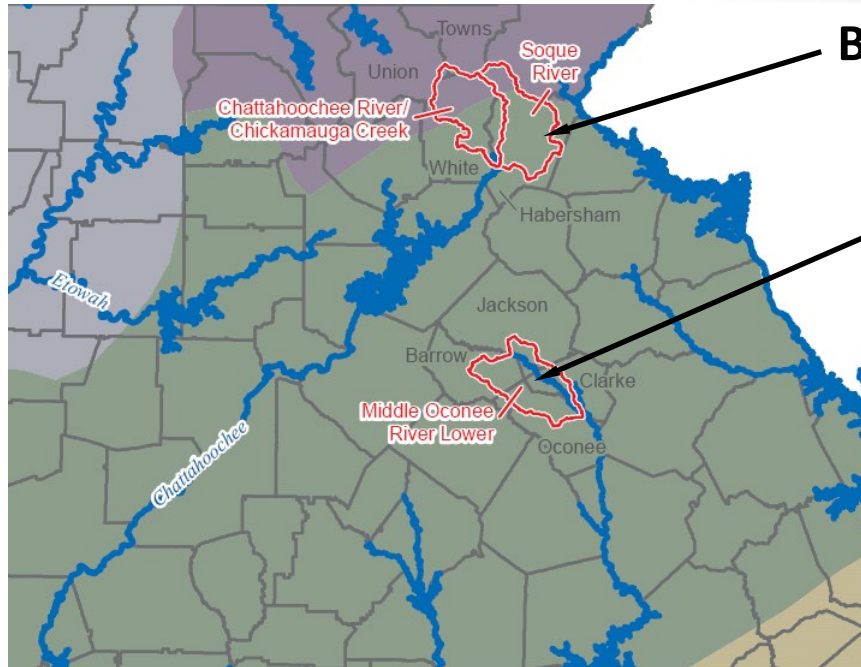 Towns
Soque
River
B
Union
Chattahoochee River/
Chickamauga Creek
White
Habersham
Etowah
Jackson
Barrow
Clarke
Middle Oconee
River Lower
Oconee
Chattahoochee